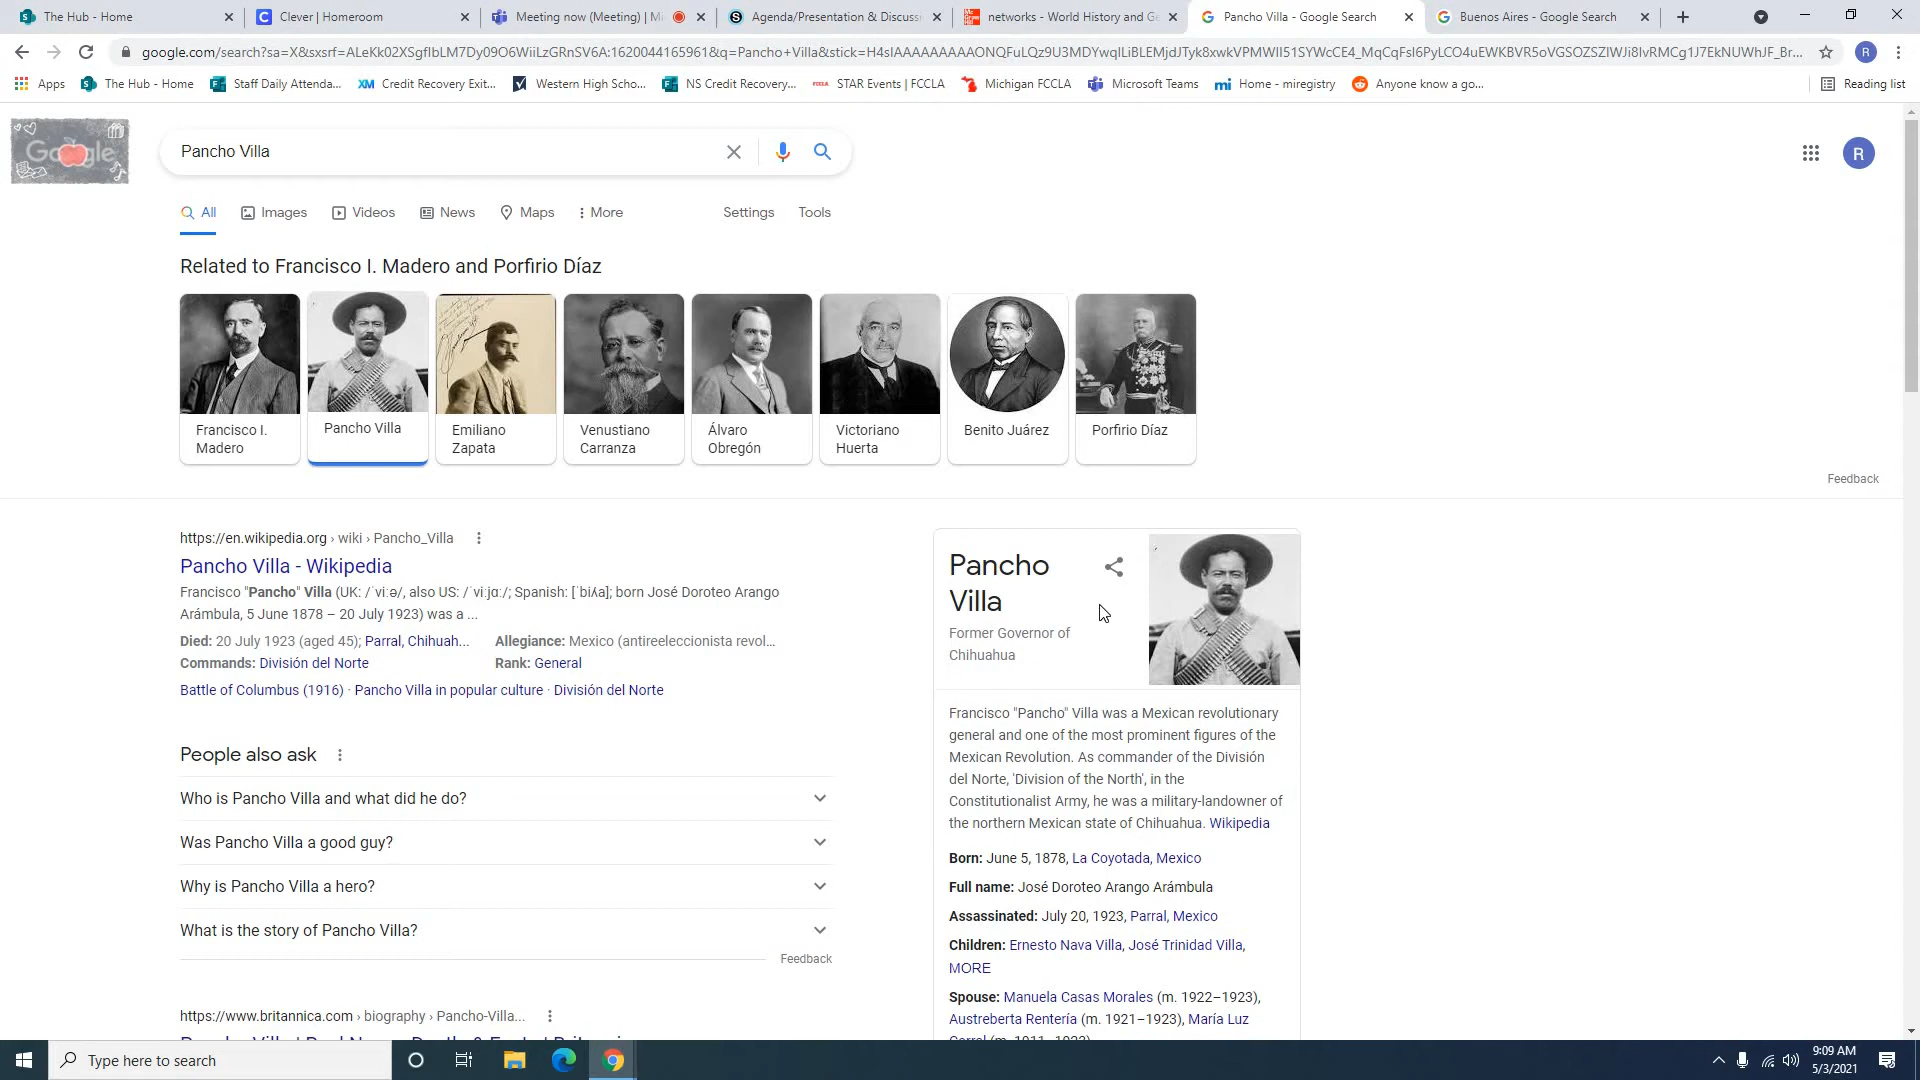 The Hub - Home
Clever | Homeroom
Meeting now (Meeting) | Mi
Agenda/Presentation & Discuss
networks - World History and Ge
Pancho Villa - Google Search
Buenos Aires - Google Search
Apps
The Hub - Home
Staff Daily Attenda...
XM Credit Recovery Exit...
Western High Scho...
NS Credit Recovery...
STAR Events | FCCLA
Michigan FCCLA
Microsoft Teams
mi Home - miregistry
Anyone know a go...
Reading list
Google
Pancho Villa
R
All
Images
Videos
News
Maps
More
Settings
Tools
Related to Francisco I. Madero and Porfirio Díaz
Francisco I.
Madero
Pancho Villa
Emiliano
Zapata
Venustiano
Carranza
Álvaro
Obregón
Victoriano
Huerta
Benito Juárez
Porfirio Díaz
Feedback
https://en.wikipedia.org › wiki › Pancho_Villa
Pancho Villa - Wikipedia
Francisco "Pancho" Villa (UK: /ˈviːə/, also US: /ˈviːjɑː/; Spanish: [ˈbiʎa]; born José Doroteo Arango
Arámbula, 5 June 1878 – 20 July 1923) was a ...
Died: 20 July 1923 (aged 45); Parral, Chihuah...
Allegiance: Mexico (antireeleccionista revol...
Commands: División del Norte
Rank: General
Battle of Columbus (1916) · Pancho Villa in popular culture · División del Norte
People also ask
Who is Pancho Villa and what did he do?
Was Pancho Villa a good guy?
Why is Pancho Villa a hero?
What is the story of Pancho Villa?
Feedback
https://www.britannica.com › biography › Pancho-Villa...
Pancho
Villa
Former Governor of
Chihuahua
Francisco "Pancho" Villa was a Mexican revolutionary
general and one of the most prominent figures of the
Mexican Revolution. As commander of the División
del Norte, 'Division of the North', in the
Constitutionalist Army, he was a military-landowner of
the northern Mexican state of Chihuahua. Wikipedia
Born: June 5, 1878, La Coyotada, Mexico
Full name: José Doroteo Arango Arámbula
Assassinated: July 20, 1923, Parral, Mexico
Children: Ernesto Nava Villa, José Trinidad Villa,
MORE
Spouse: Manuela Casas Morales (m. 1922–1923),
Austreberta Rentería (m. 1921–1923), María Luz
Type here to search
9:09 AM
5/3/2021